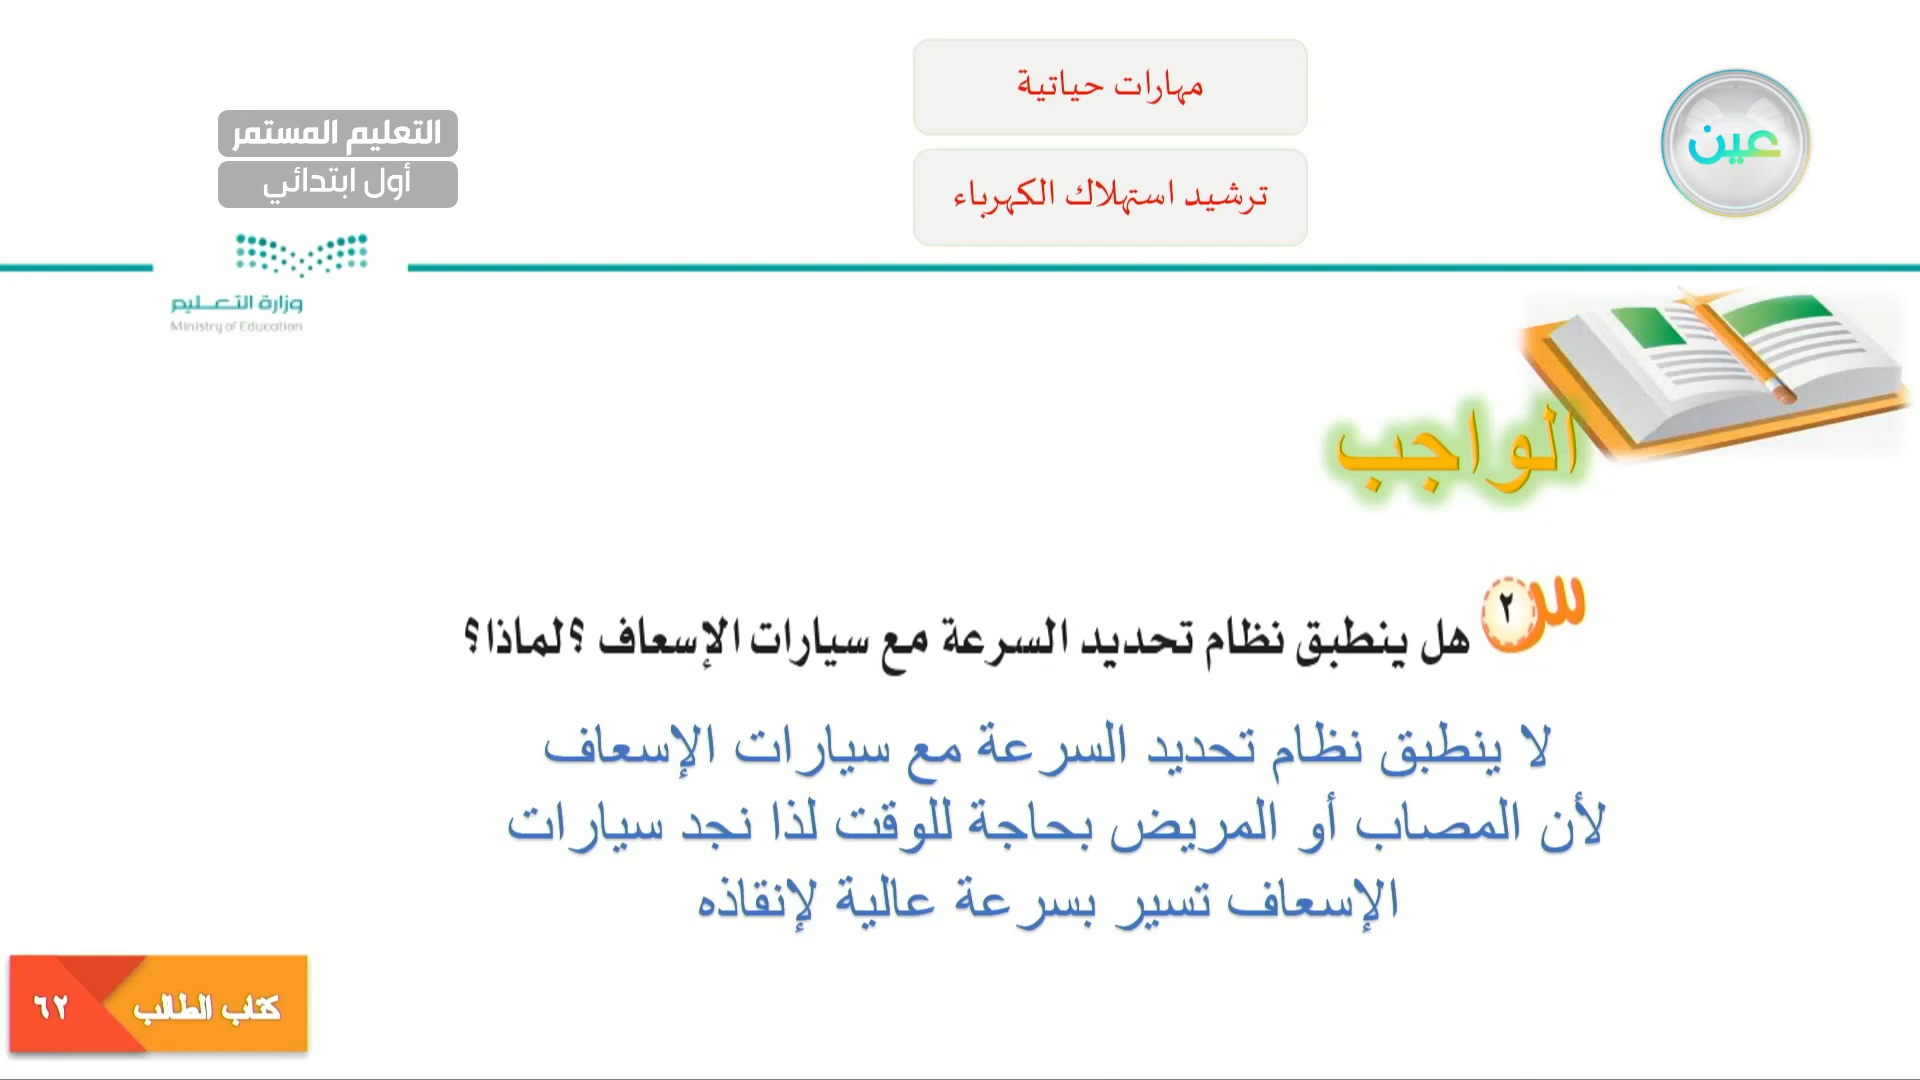 مهارات حياتية
عين
التعليم المستمر
أول ابتدائي
ترشيد استهلاك الكهرباء
وزارة التعليم
Ministry of Education
الواجب
س٢ هل ينطبق نظام تحديد السرعة مع سيارات الإسعاف ؟لماذا؟
لا ينطبق نظام تحديد السرعة مع سيارات الإسعاف
لأن المصاب أو المريض بحاجة للوقت لذا نجد سيارات
الإسعاف تسير بسرعة عالية لإنقاذه
كتاب الطالب ٦٢